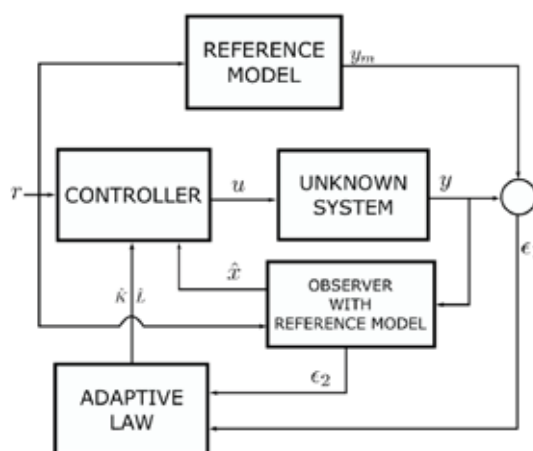 REFERENCE
MODEL
y_m
r
CONTROLLER
u
UNKNOWN
SYSTEM
y
ϵ
x̂
K̂ L̂
OBSERVER
WITH
REFERENCE MODEL
ϵ_2
ADAPTIVE
LAW